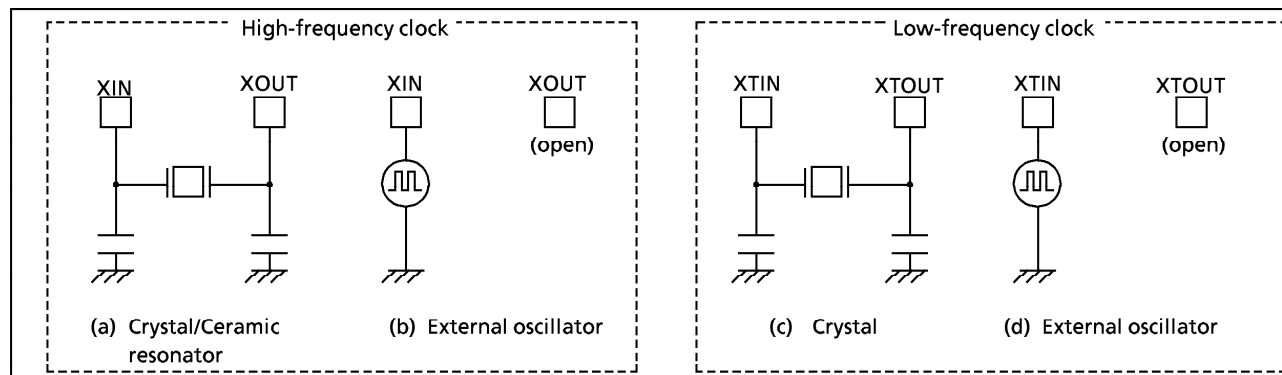 High-frequency clock
XIN XOUT XIN XOUT
(open)
(a) Crystal/Ceramic
resonator
(b) External oscillator
Low-frequency clock
XTIN XTOUT XTIN XTOUT
(open)
(c) Crystal
(d) External oscillator